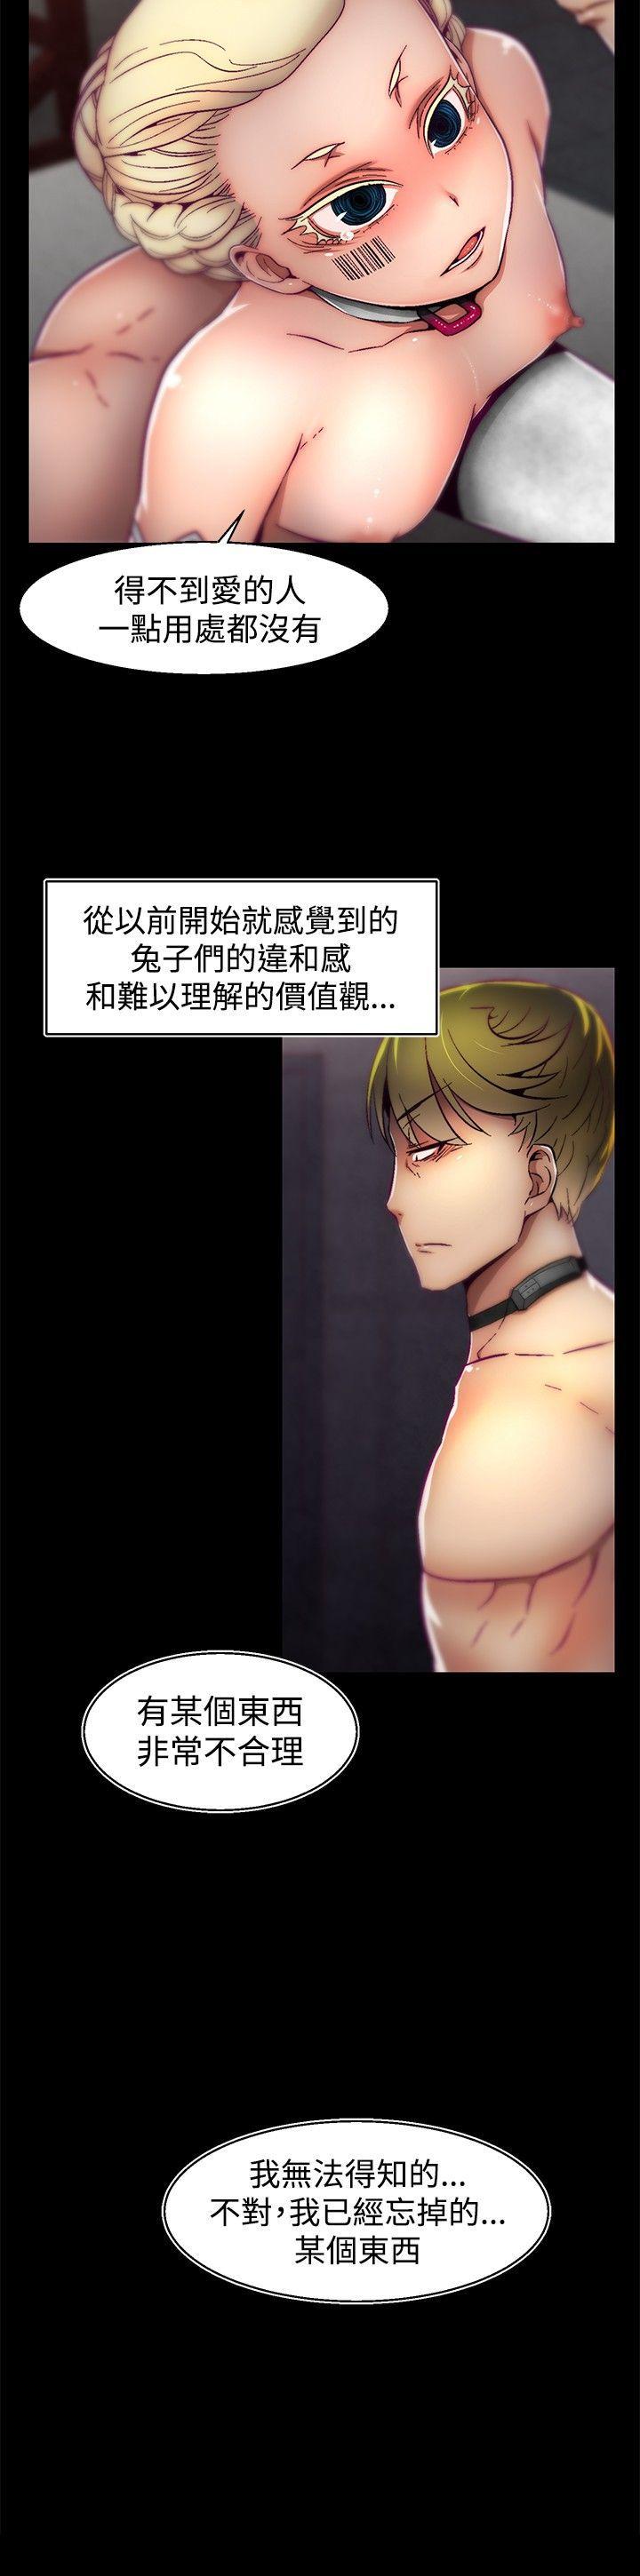 得不到愛的人
一點用處都沒有
從以前開始就感覺到的
兔子們的違和感
和難以理解的價值觀...
有某個東西
非常不合理
我無法得知的...
不對，我已經忘掉的...
某個東西